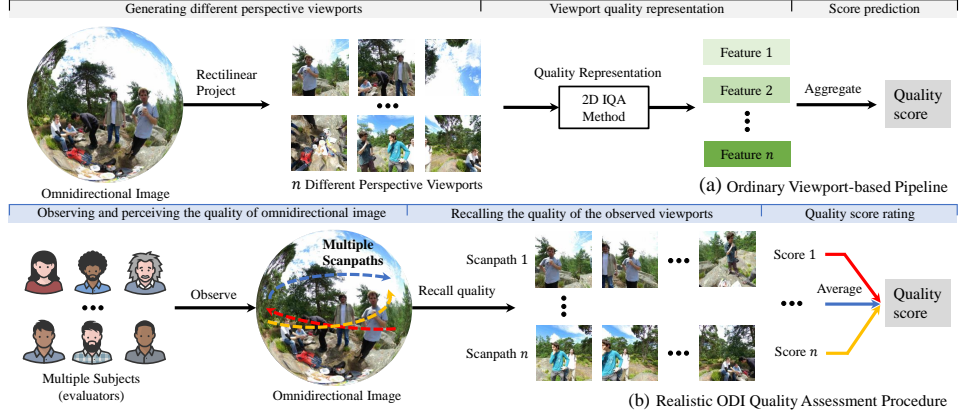 Generating different perspective viewports
Viewport quality representation
Score prediction
Rectilinear
Project
•••
Omnidirectional Image
n Different Perspective Viewports
Quality Representation
2D IQA
Method
Feature 1
Feature 2
Feature n
Aggregate
Quality
score
(a) Ordinary Viewport-based Pipeline
Observing and perceiving the quality of omnidirectional image
Recalling the quality of the observed viewports
Quality score rating
Multiple Subjects
(evaluators)
Observe
Multiple
Scanpaths
Omnidirectional Image
Recall quality
Scanpath 1
Scanpath n
Score 1
Average
Score n
Quality
score
(b) Realistic ODI Quality Assessment Procedure